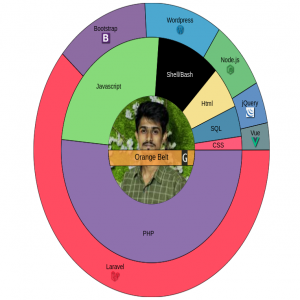 Wordpress
Bootstrap
B
Node.js
Shell/Bash
Javascript
jQuery
Html
SQL
Vue
CSS
Orange Belt
PHP
Laravel